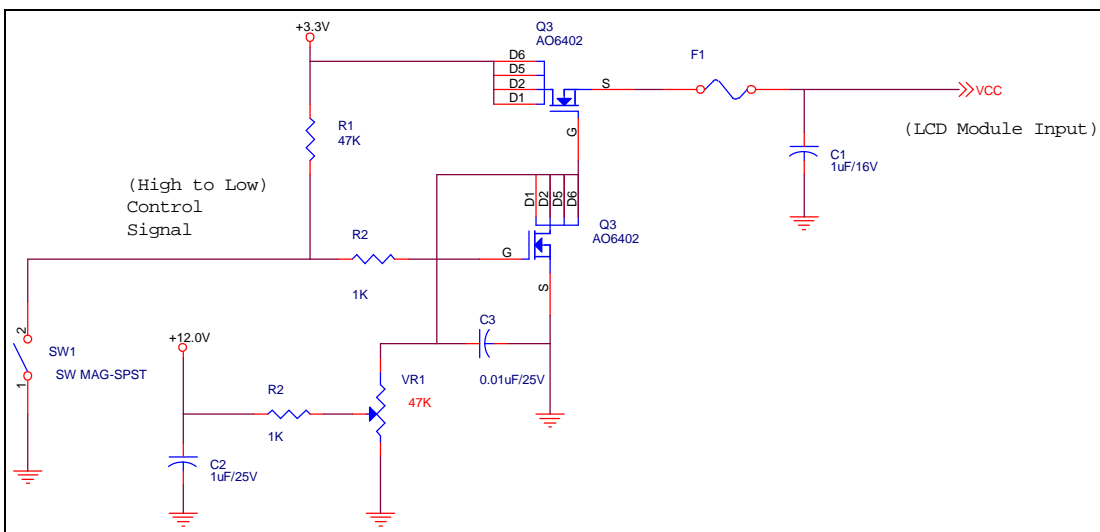 +3.3V
Q3
AO6402
D6
D5
D2
D1
S
G
F1
VCC
(LCD Module Input)
C1
1uF/16V
R1
47K
(High to Low)
Control
Signal
D1
D2
D5
D6
Q3
AO6402
R2
1K
G
S
2
1
SW1
SW MAG-SPST
+12.0V
C3
0.01uF/25V
R2
1K
VR1
47K
C2
1uF/25V